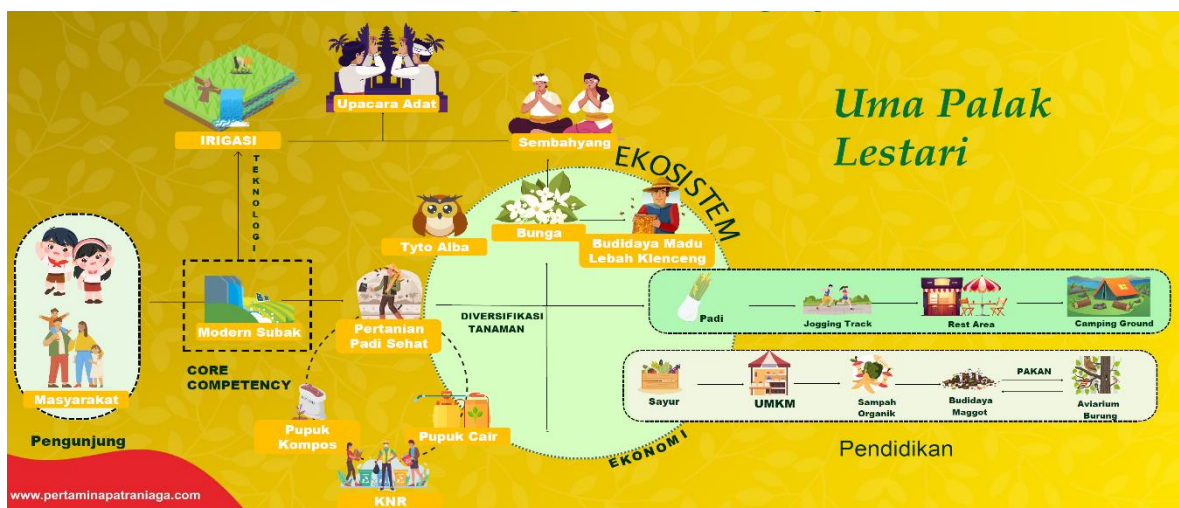 Uma Palak
Lestari
IRIGASI
Upacara Adat
Sembahyang
TEKNOLOGI
EKOSISTEM
Tyto Alba
Bunga
Budidaya Madu
Lebah Klenceng
Modern Subak
CORE
COMPETENCY
Pertanian
Padi Sehat
DIVERSIFIKASI
TANAMAN
Padi
Jogging Track
Rest Area
Camping Ground
Masyarakat
Pengunjung
Pupuk
Kompos
Pupuk Cair
KNR
Sayur
UMKM
Sampah
Organik
Budidaya
Maggot
PAKAN
Aviarium
Burung
EKONOMI
Pendidikan
www.pertaminapatraniaga.com